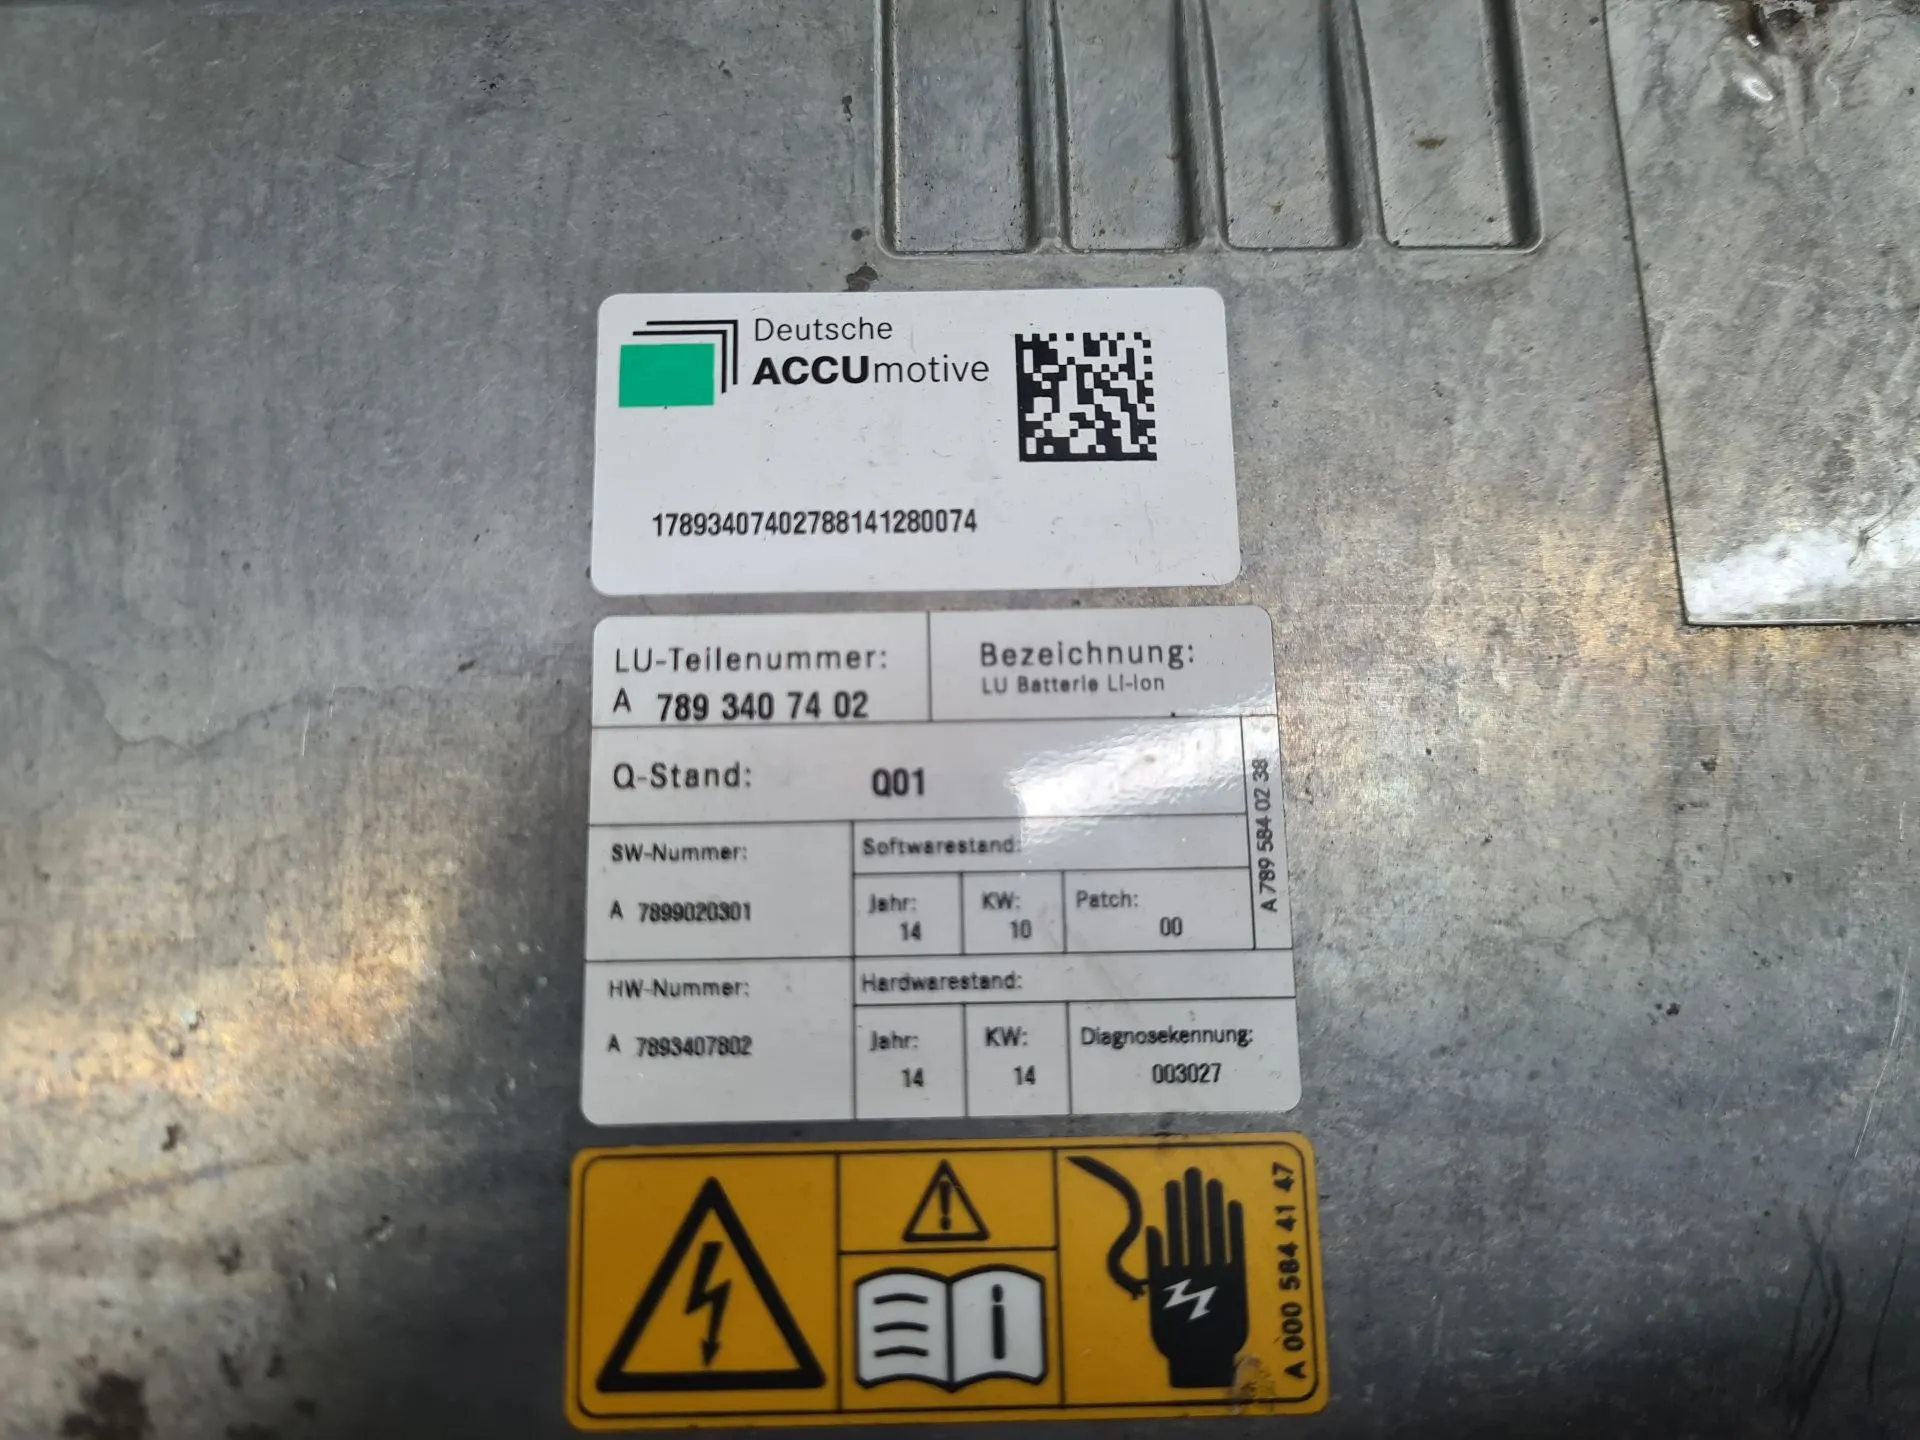 Deutsche
ACCUmotive
17893407402788141280074
LU-Teilenummer:
A 789 340 74 02
Bezeichnung:
LU Batterie Li-Ion
Q-Stand: Q01
A 789 584 02 38
SW-Nummer:
A 7899020301
Softwarestand:
Jahr: KW: Patch:
14 10 00
HW-Nummer:
A 7893407802
Hardwarestand:
Jahr: KW: Diagnosekennung:
14 14 003027
A 000 584 41 47